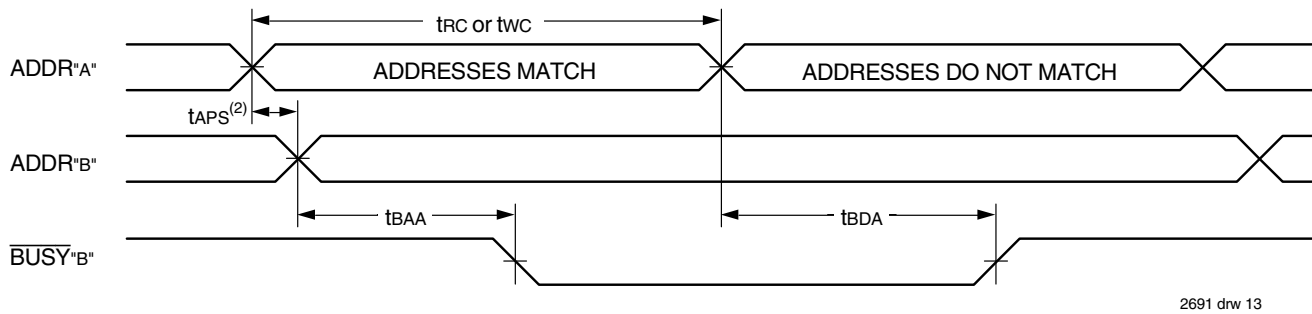 tRC or tWC
ADDR"A"
ADDRESSES MATCH
ADDRESSES DO NOT MATCH
tAPS(2)
ADDR"B"
tBAA
tBDA
BUSY"B"
2691 drw 13